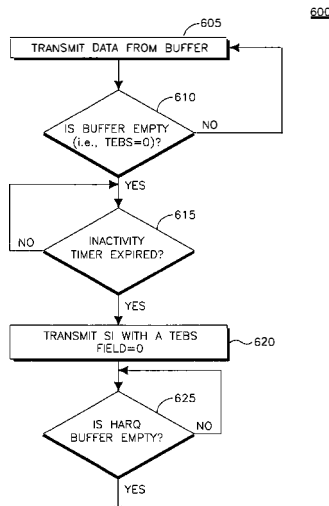 600
605
TRANSMIT DATA FROM BUFFER
610
IS BUFFER EMPTY
(i.e., TEBS=0)?
NO
YES
615
INACTIVITY
TIMER EXPIRED?
NO
YES
TRANSMIT SI WITH A TEBS
FIELD=0
620
625
IS HARQ
BUFFER EMPTY?
NO
YES